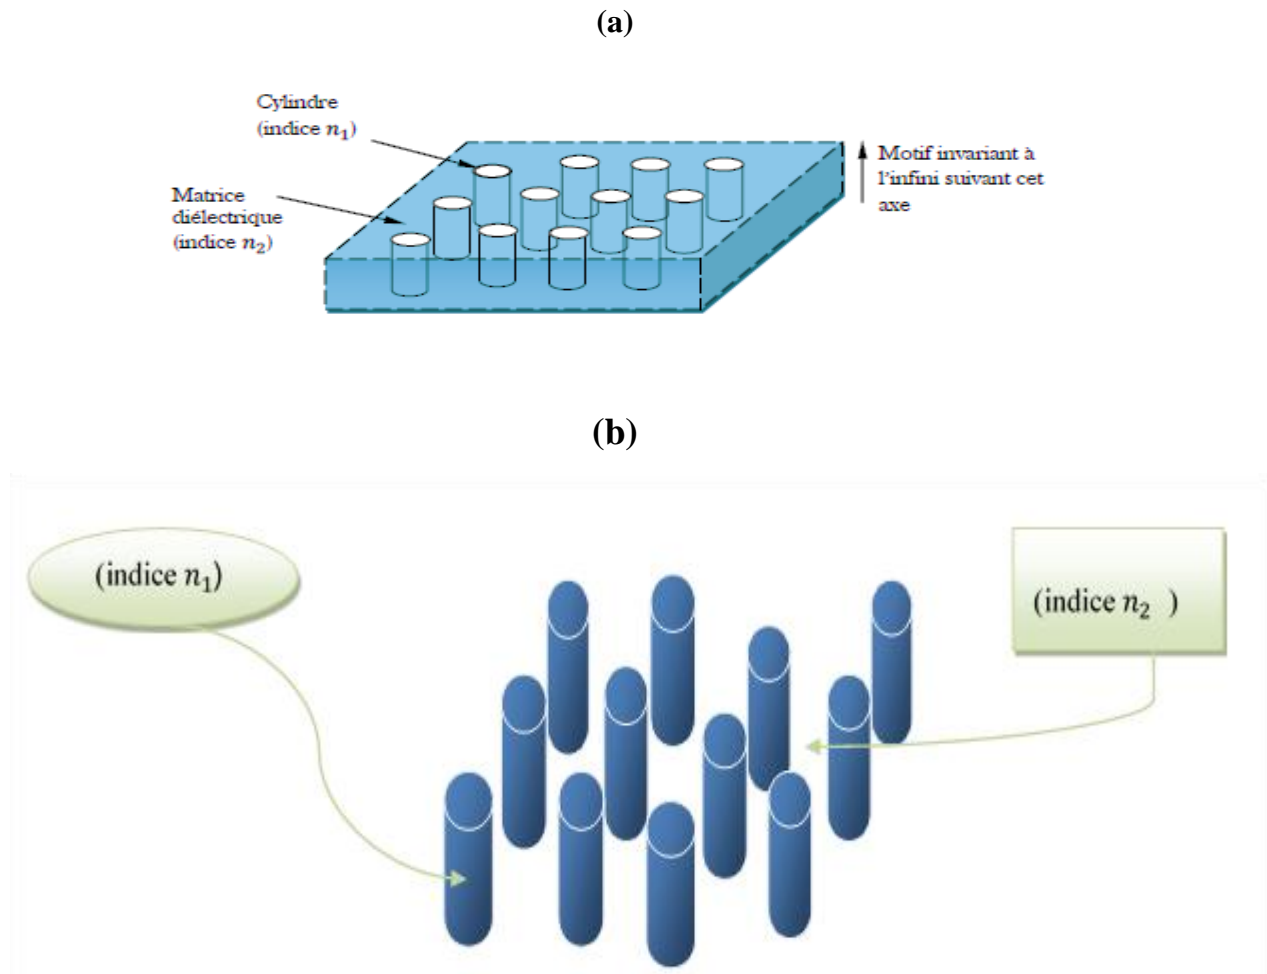 (a)
Cylindre
(indice n₁)
Motif invariant à
l'infini suivant cet
axe
Matrice
diélectrique
(indice n₂)
(b)
(indice n₁)
(indice n₂ )